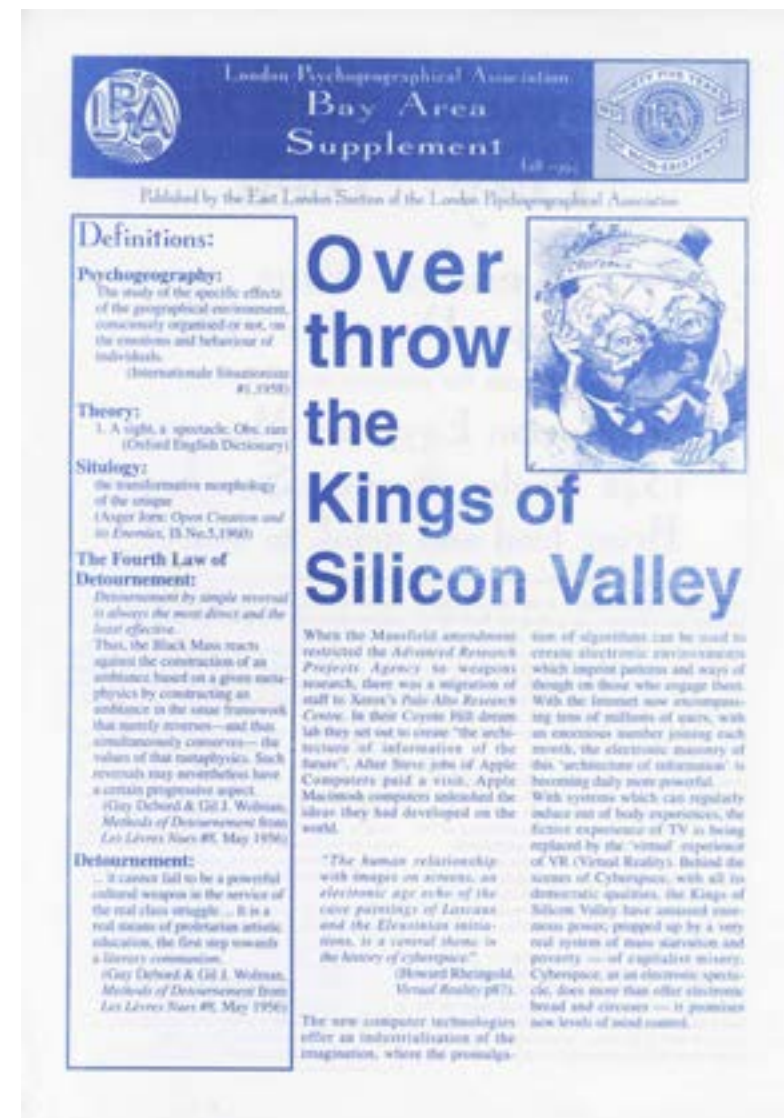 London Psychogeographical Association
Bay Area
Supplement
LPA
LPA
Published by the East London Section of the London Psychogeographical Association
Definitions:
Psychogeography:
The study of the specific effects
of the geographical environment,
consciously organised or not, on
the emotions and behaviour of
individuals.
(Internationale Situationniste
#1, 1958)
Theory:
1. A sight, a spectacle. Obs. rare
(Oxford English Dictionary)
Situlogy:
the transformative morphology
of the unique
(Asger Jorn: Open Creation and
its Enemies, IS No.5, 1960)
The Fourth Law of
Detournement:
Detournement by simple reversal
is always the most direct and the
least effective.
Thus, the Black Mass reacts
against the construction of an
ambiance based on a given meta-
physics by constructing an
ambiance in the same framework
that merely reverses—and thus
simultaneously conserves— the
values of that metaphysics. Such
reversals may nevertheless have
a certain progressive aspect.
(Guy Debord & Gil J. Wolman,
Methods of Detournement from
Les Lèvres Nues #8, May 1956)
Detournement:
... it cannot fail to be a powerful
cultural weapon in the service of
the real class struggle ... It is a
real means of proletarian artistic
education, the first step towards
a literary communism.
(Guy Debord & Gil J. Wolman,
Methods of Detournement from
Les Lèvres Nues #8, May 1956)
Over
throw
the
Kings of
Silicon Valley
When the Mansfield amendment
restricted the Advanced Research
Projects Agency to weapons
research, there was a migration of
staff to Xerox's Palo Alto Research
Centre. In their Coyote Hill dream
lab they set out to create "the archi-
tecture of information of the
future". After Steve jobs of Apple
Computers paid a visit, Apple
Macintosh computers unleashed the
ideas they had developed on the
world.
"The human relationship
with images on screens, an
electronic age echo of the
cave paintings of Lascaux
and the Eleusinian initia-
tions, is a central theme in
the history of cyberspace"
(Howard Rheingold,
Virtual Reality p87).
The new computer technologies
offer an industrialisation of the
imagination, where the promulga-
tion of algorithms can be used to
create electronic environments
which imprint patterns and ways of
though on those who engage them.
With the Internet now encompass-
ing tens of millions of users, with
an enormous number joining each
month, the electronic mastery of
this 'architecture of information' is
becoming daily more powerful.
With systems which can regularly
induce out of body experiences, the
fictive experience of TV is being
replaced by the 'virtual' experience
of VR (Virtual Reality). Behind the
scenes of Cyberspace, with all its
democratic qualities, the Kings of
Silicon Valley have amassed enor-
mous power, propped up by a very
real system of mass starvation and
poverty — of capitalist misery.
Cyberspace, as an electronic specta-
cle, does more than offer electronic
bread and circuses — it promises
new levels of mind control.